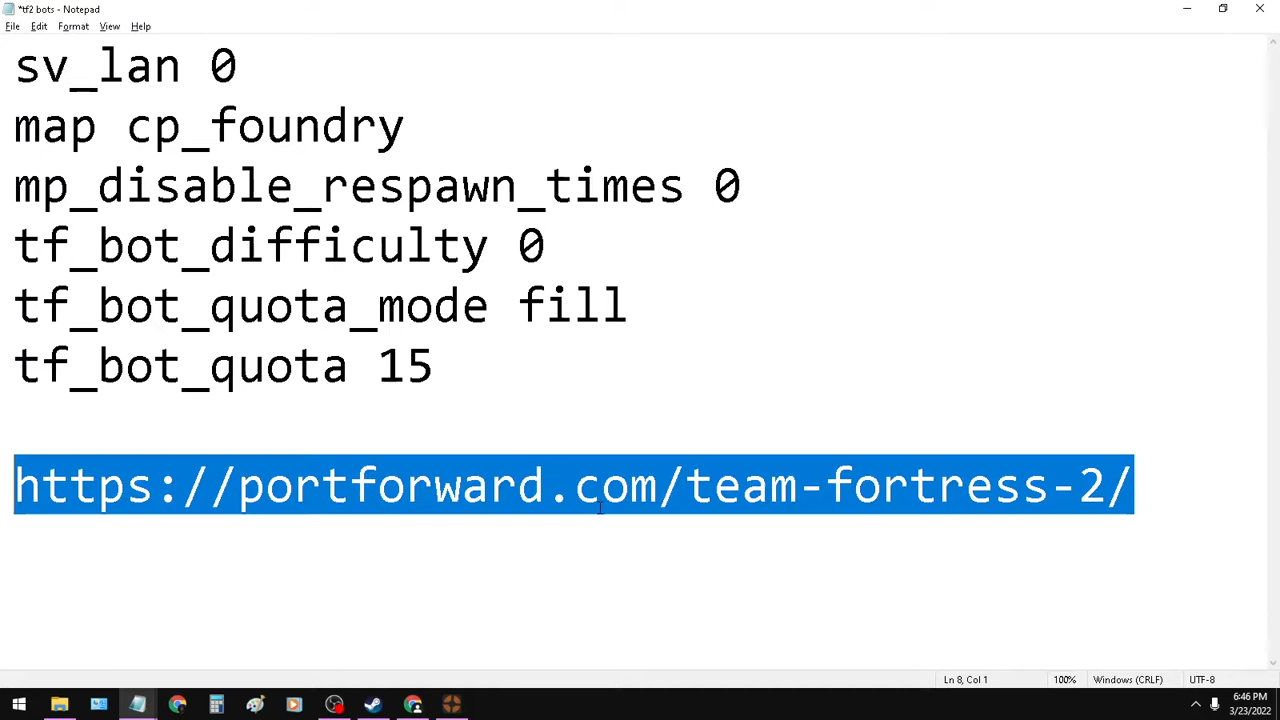 *tf2 bots - Notepad
File Edit Format View Help
sv_lan 0
map cp_foundry
mp_disable_respawn_times 0
tf_bot_difficulty 0
tf_bot_quota_mode fill
tf_bot_quota 15
https://portforward.com/team-fortress-2/
Ln 8, Col 1 100% Windows (CRLF) UTF-8
6:46 PM
3/23/2022